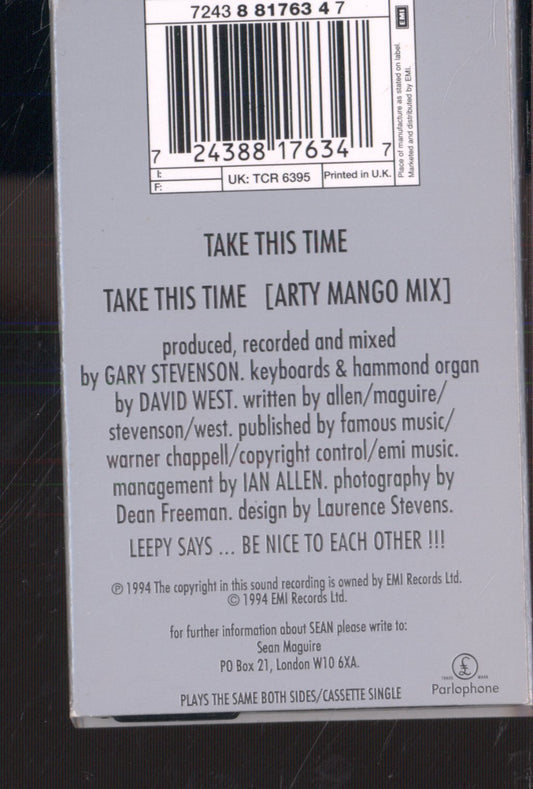 7243 8 81763 4 7
EMI
Place of manufacture as stated on label.
Marketed and distributed by EMI.
7 24388 17634 7
I:
F:
UK: TCR 6395
Printed in U.K.
TAKE THIS TIME
TAKE THIS TIME [ARTY MANGO MIX]
produced, recorded and mixed
by GARY STEVENSON. keyboards & hammond organ
by DAVID WEST. written by allen/maguire/
stevenson/west. published by famous music/
warner chappell/copyright control/emi music.
management by IAN ALLEN. photography by
Dean Freeman. design by Laurence Stevens.
LEEPY SAYS ... BE NICE TO EACH OTHER !!!
℗ 1994 The copyright in this sound recording is owned by EMI Records Ltd.
© 1994 EMI Records Ltd.
for further information about SEAN please write to:
Sean Maguire
PO Box 21, London W10 6XA.
PLAYS THE SAME BOTH SIDES/CASSETTE SINGLE
£
TRADE MARK
Parlophone